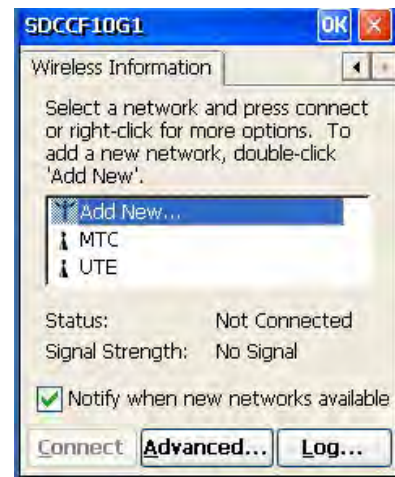 SDCCF10G1 OK
Wireless Information
Select a network and press connect
or right-click for more options. To
add a new network, double-click
'Add New'.
Add New...
MTC
UTE
Status: Not Connected
Signal Strength: No Signal
Notify when new networks available
Connect Advanced... Log...